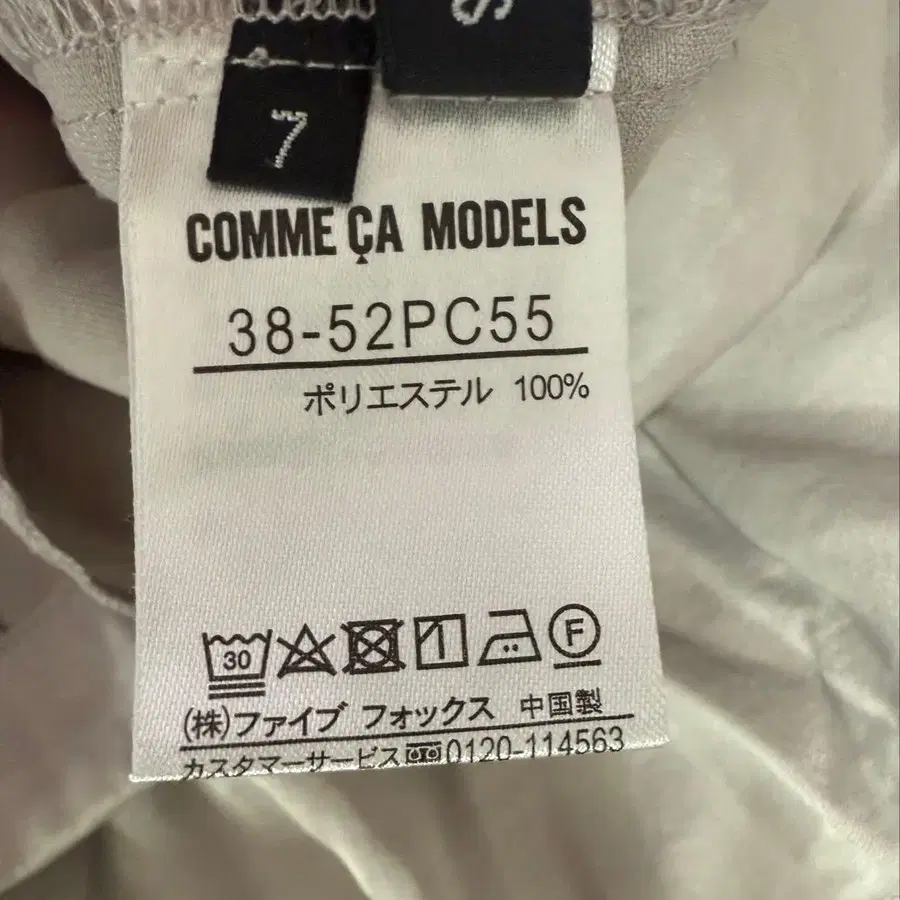 S
7
COMME ÇA MODELS
38-52PC55
ポリエステル 100%
30 F
(株)ファイブ フォックス 中国製
カスタマーサービス 0120-114563